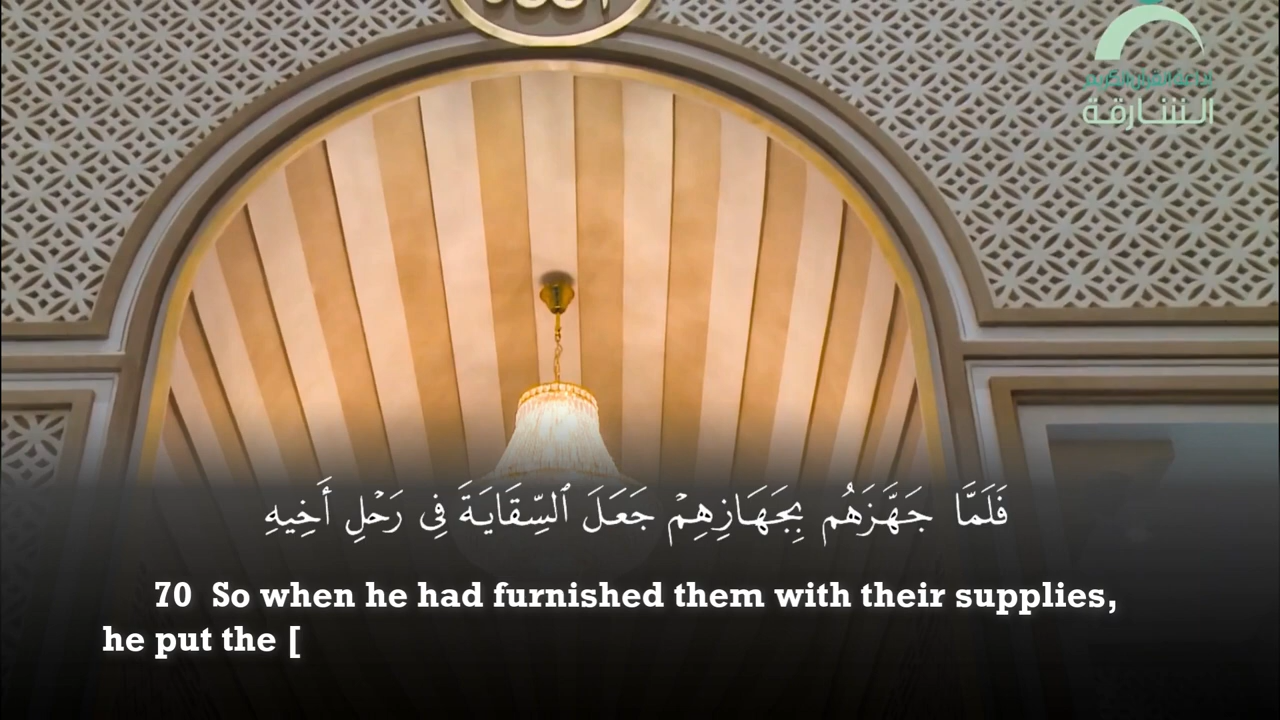 الشارقة
فَلَمَّا جَهَّزَهُم بِجَهَازِهِمْ جَعَلَ ٱلسِّقَايَةَ فِى رَحْلِ أَخِيهِ
70 So when he had furnished them with their supplies,
he put the [